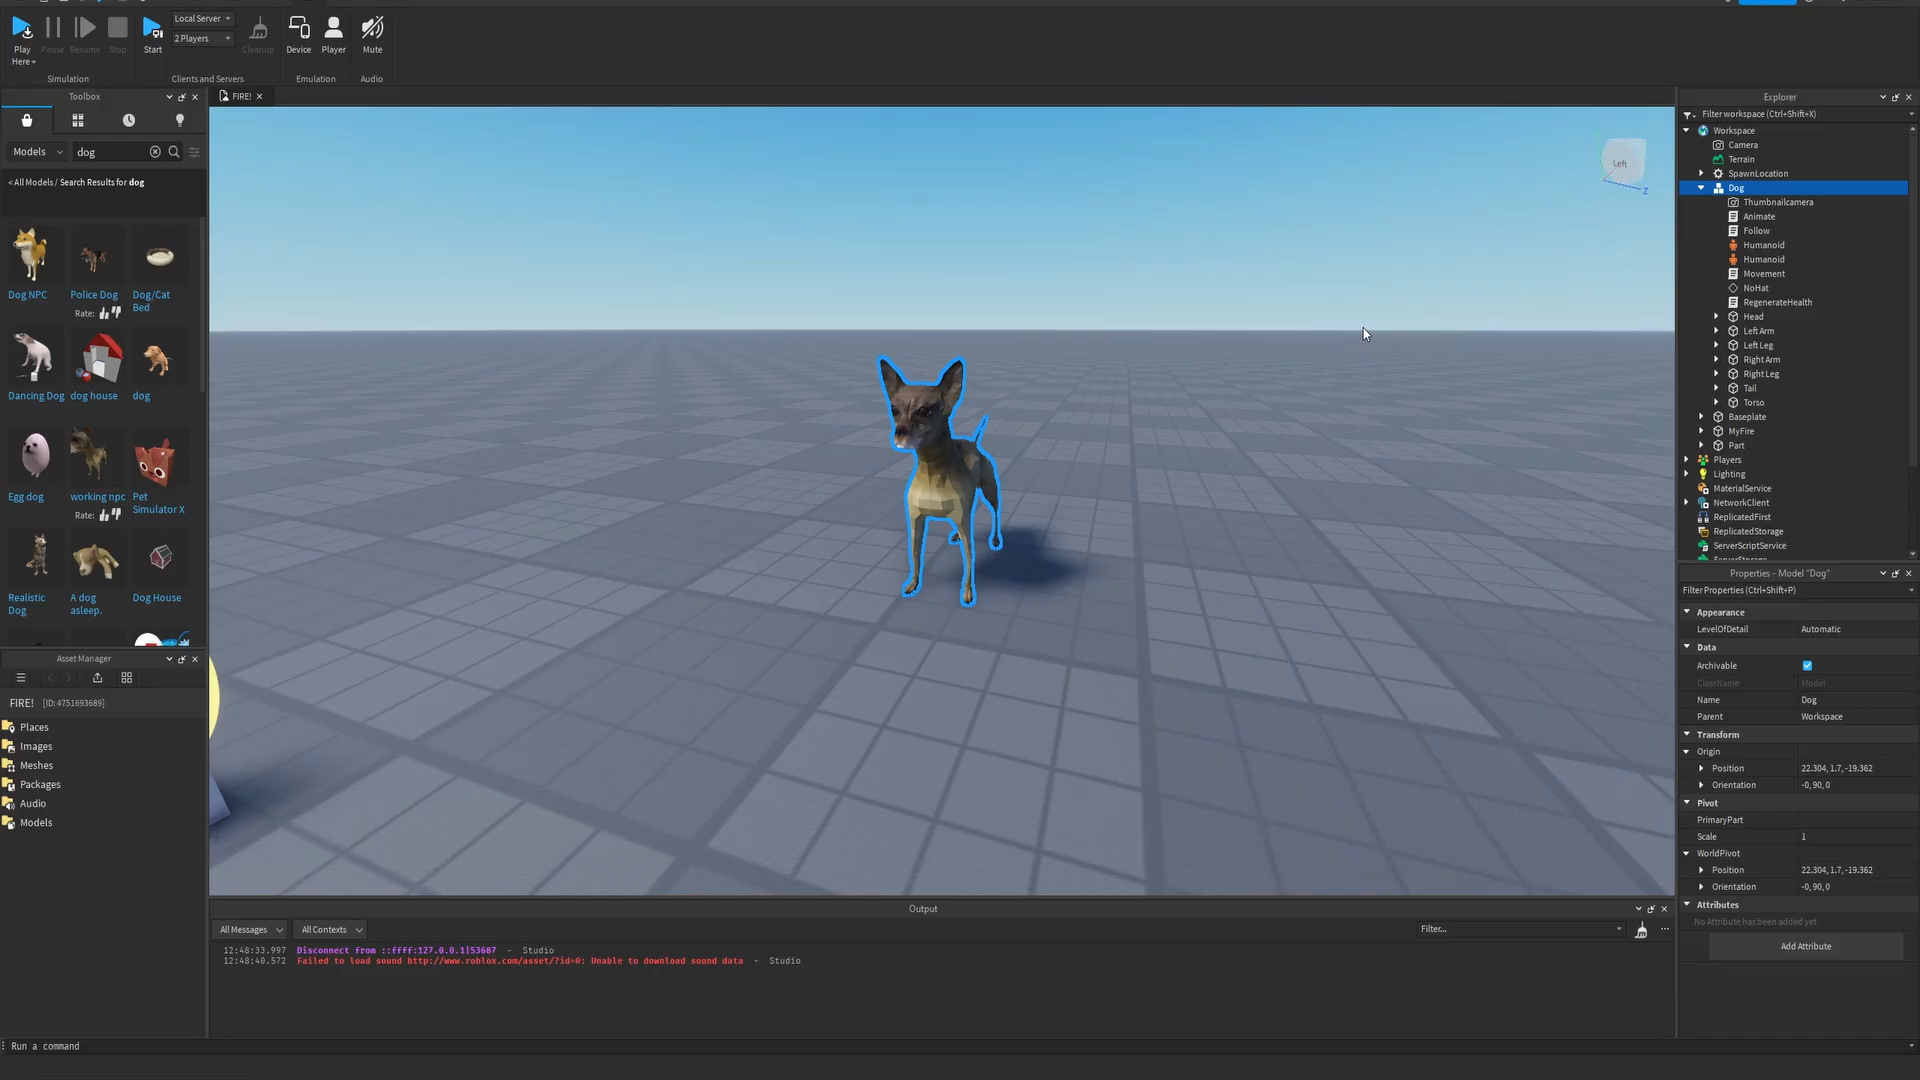 Play
Here
Pause
Resume
Stop
Simulation
Start
Local Server
2 Players
Cleanup
Clients and Servers
Device
Player
Emulation
Mute
Audio
Toolbox
Models
dog
< All Models / Search Results for dog
Dog NPC
Police Dog
Rate:
Dog/Cat
Bed
Dancing Dog
dog house
dog
Egg dog
working npc
Rate:
Pet
Simulator X
Realistic
Dog
A dog
asleep.
Dog House
Asset Manager
FIRE! [ID: 4751693689]
Places
Images
Meshes
Packages
Audio
Models
FIRE!
Left
Z
Output
All Messages
All Contexts
Filter...
12:48:33.997 Disconnect from ::ffff:127.0.0.1|53687 - Studio
12:48:40.572 Failed to load sound http://www.roblox.com/asset/?id=0: Unable to download sound data - Studio
Run a command
Explorer
Filter workspace (Ctrl+Shift+X)
Workspace
Camera
Terrain
SpawnLocation
Dog
Thumbnailcamera
Animate
Follow
Humanoid
Humanoid
Movement
NoHat
RegenerateHealth
Head
Left Arm
Left Leg
Right Arm
Right Leg
Tail
Torso
Baseplate
MyFire
Part
Players
Lighting
MaterialService
NetworkClient
ReplicatedFirst
ReplicatedStorage
ServerScriptService
Properties - Model "Dog"
Filter Properties (Ctrl+Shift+P)
Appearance
LevelOfDetail Automatic
Data
Archivable
ClassName Model
Name Dog
Parent Workspace
Transform
Origin
Position 22.304, 1.7, -19.362
Orientation -0, 90, 0
Pivot
PrimaryPart
Scale 1
WorldPivot
Position 22.304, 1.7, -19.362
Orientation -0, 90, 0
Attributes
No Attribute has been added yet
Add Attribute